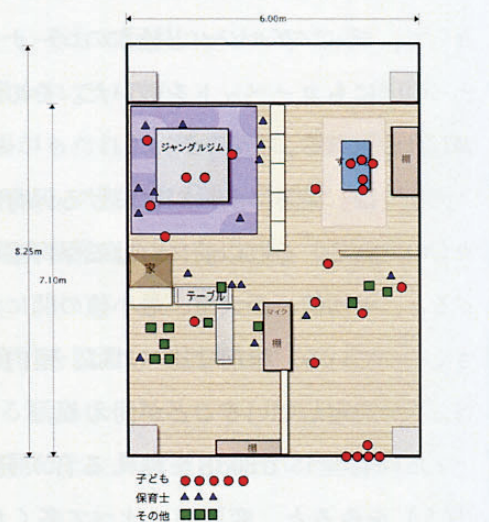 6.00m
ジャングルジム
す
棚
8.25m
7.10m
家
テーブル
マイク
棚
棚
子ども
保育士
その他